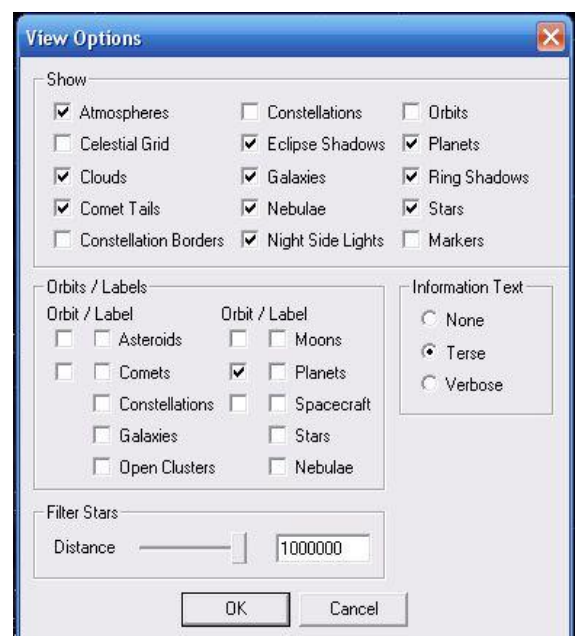 View Options
Show
Atmospheres Constellations Orbits
Celestial Grid Eclipse Shadows Planets
Clouds Galaxies Ring Shadows
Comet Tails Nebulae Stars
Constellation Borders Night Side Lights Markers
Orbits / Labels
Orbit / Label Orbit / Label
Asteroids Moons
Comets Planets
Constellations Spacecraft
Galaxies Stars
Open Clusters Nebulae
Information Text
None
Terse
Verbose
Filter Stars
Distance 1000000
OK Cancel